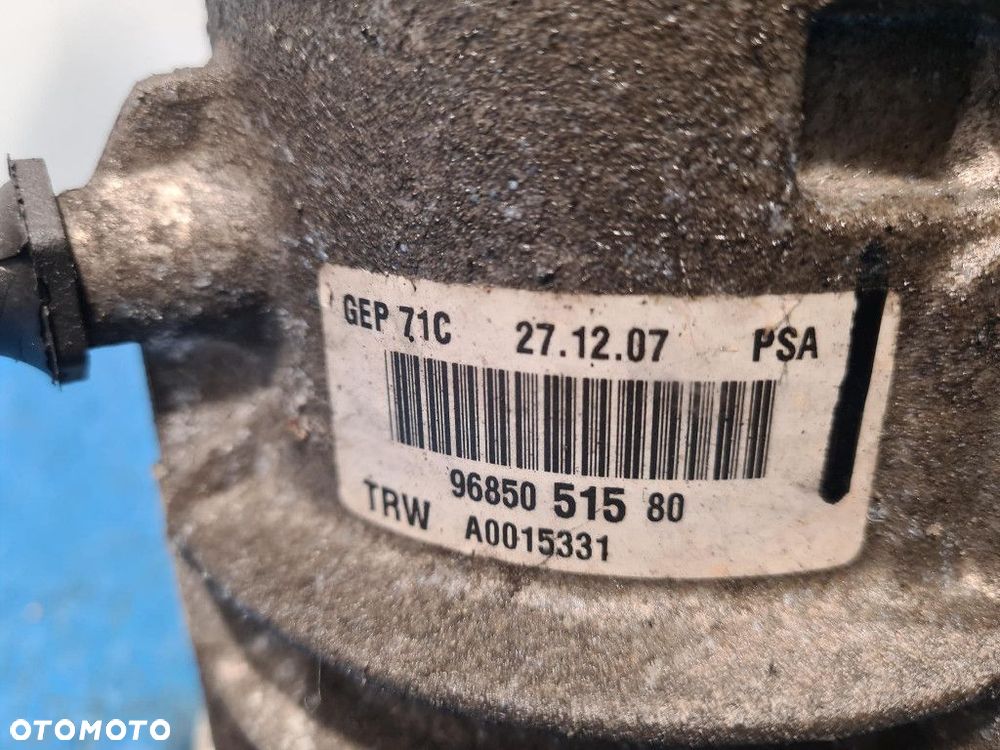 GEP 71C 27.12.07 PSA
96850 515 80
TRW A0015331
OTOMOTO